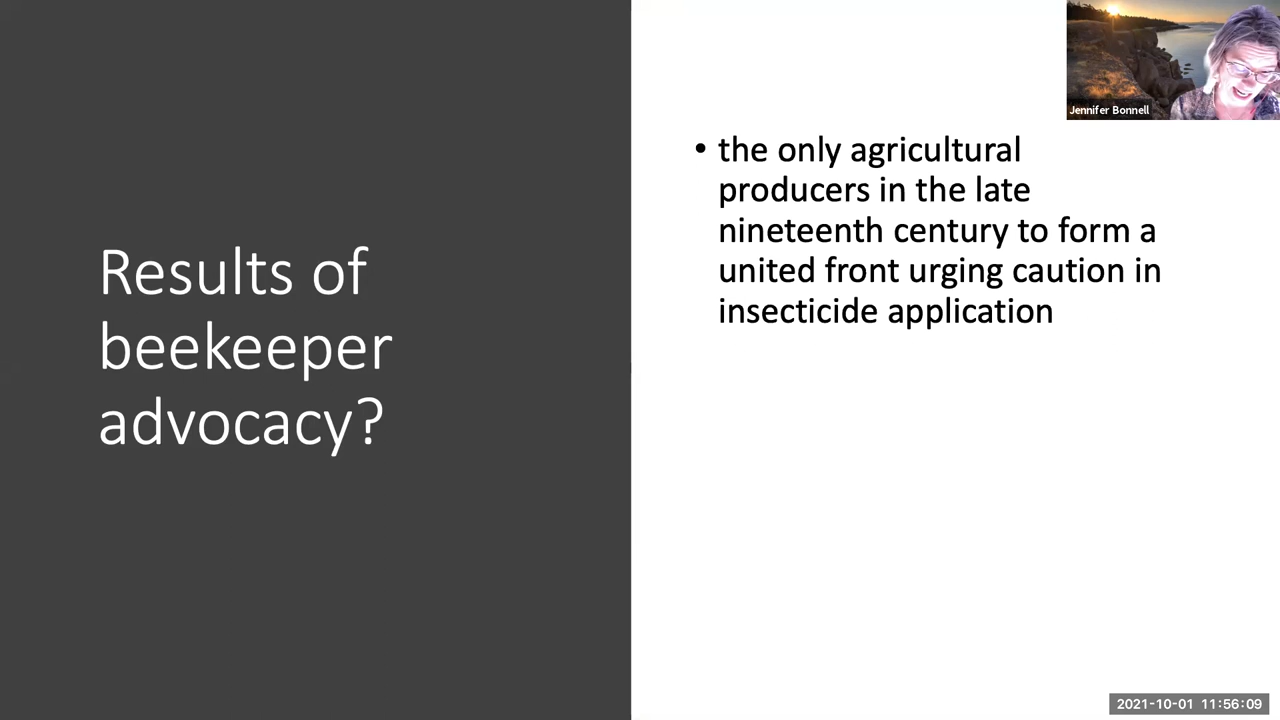 Results of
beekeeper
advocacy?
• the only agricultural
producers in the late
nineteenth century to form a
united front urging caution in
insecticide application
Jennifer Bonnell
2021-10-01 11:56:09